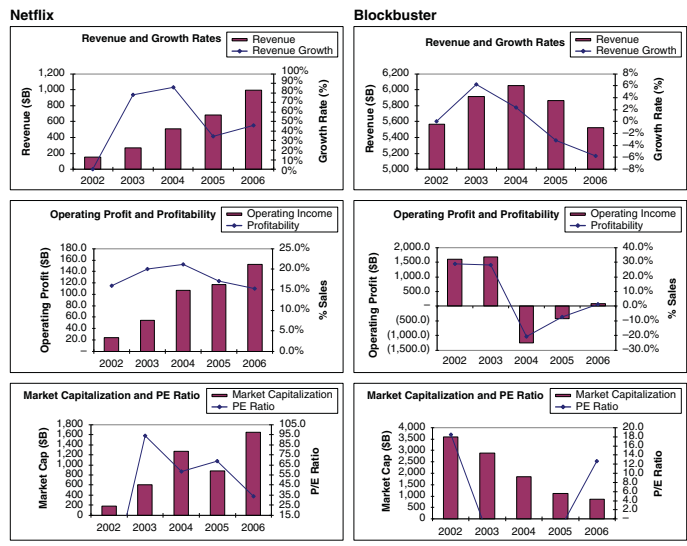 Netflix
Revenue and Growth Rates
Revenue
Revenue Growth
Revenue ($B)
1,200
1,000
800
600
400
200
0
100%
90%
80%
70%
60%
50%
40%
30%
20%
10%
0%
Growth Rate (%)
2002 2003 2004 2005 2006
Operating Profit and Profitability
Operating Income
Profitability
Operating Profit ($B)
180.0
160.0
140.0
120.0
100.0
80.0
60.0
40.0
20.0
–
25.0%
20.0%
15.0%
10.0%
5.0%
0.0%
% Sales
2002 2003 2004 2005 2006
Market Capitalization and PE Ratio
Market Capitalization
PE Ratio
Market Cap ($B)
1,800
1,600
1,400
1,200
1,000
800
600
400
200
0
105.0
95.0
85.0
75.0
65.0
55.0
45.0
35.0
25.0
15.0
P/E Ratio
2002 2003 2004 2005 2006
Blockbuster
Revenue and Growth Rates
Revenue
Revenue Growth
Revenue ($B)
6,200
6,000
5,800
5,600
5,400
5,200
5,000
8%
6%
4%
2%
0%
–2%
–4%
–6%
–8%
Growth Rate (%)
2002 2003 2004 2005 2006
Operating Profit and Profitability
Operating Income
Profitability
Operating Profit ($B)
2,000.0
1,500.0
1,000.0
500.0
–
(500.0)
(1,000.0)
(1,500.0)
40.0%
30.0%
20.0%
10.0%
0.0%
–10.0%
–20.0%
–30.0%
% Sales
2002 2003 2004 2005 2006
Market Capitalization and PE Ratio
Market Capitalization
PE Ratio
Market Cap ($B)
4,000
3,500
3,000
2,500
2,000
1,500
1,000
500
0
20.0
18.0
16.0
14.0
12.0
10.0
8.0
6.0
4.0
2.0
–
P/E Ratio
2002 2003 2004 2005 2006